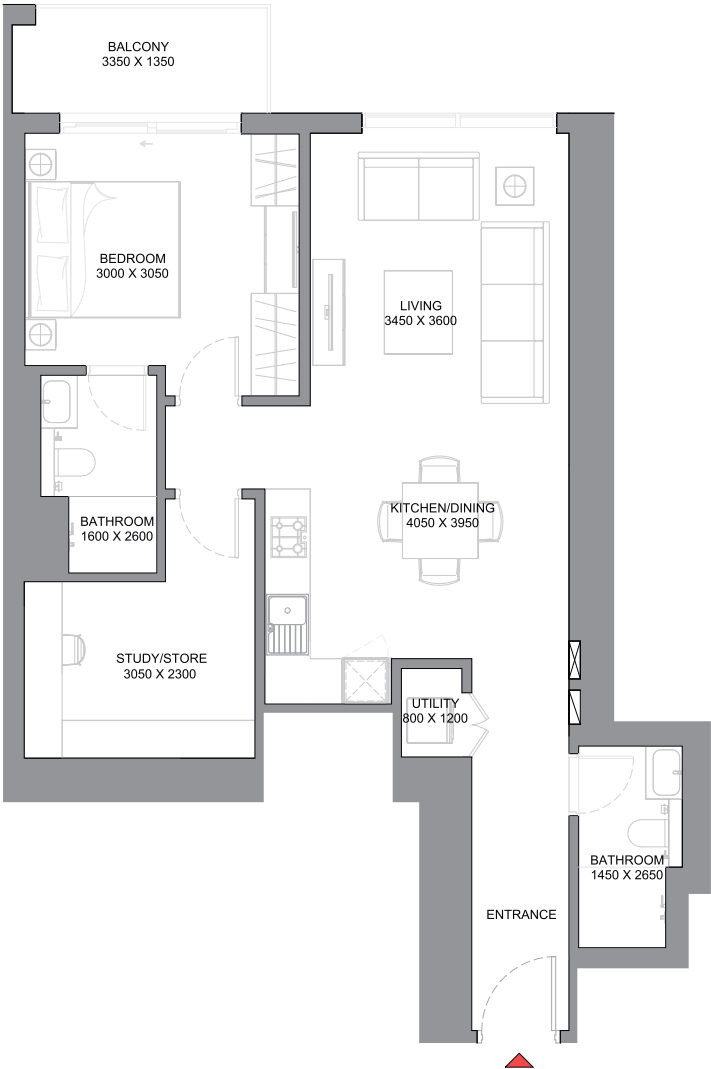 BALCONY
3350 X 1350
BEDROOM
3000 X 3050
LIVING
3450 X 3600
KITCHEN/DINING
4050 X 3950
BATHROOM
1600 X 2600
STUDY/STORE
3050 X 2300
UTILITY
800 X 1200
BATHROOM
1450 X 2650
ENTRANCE